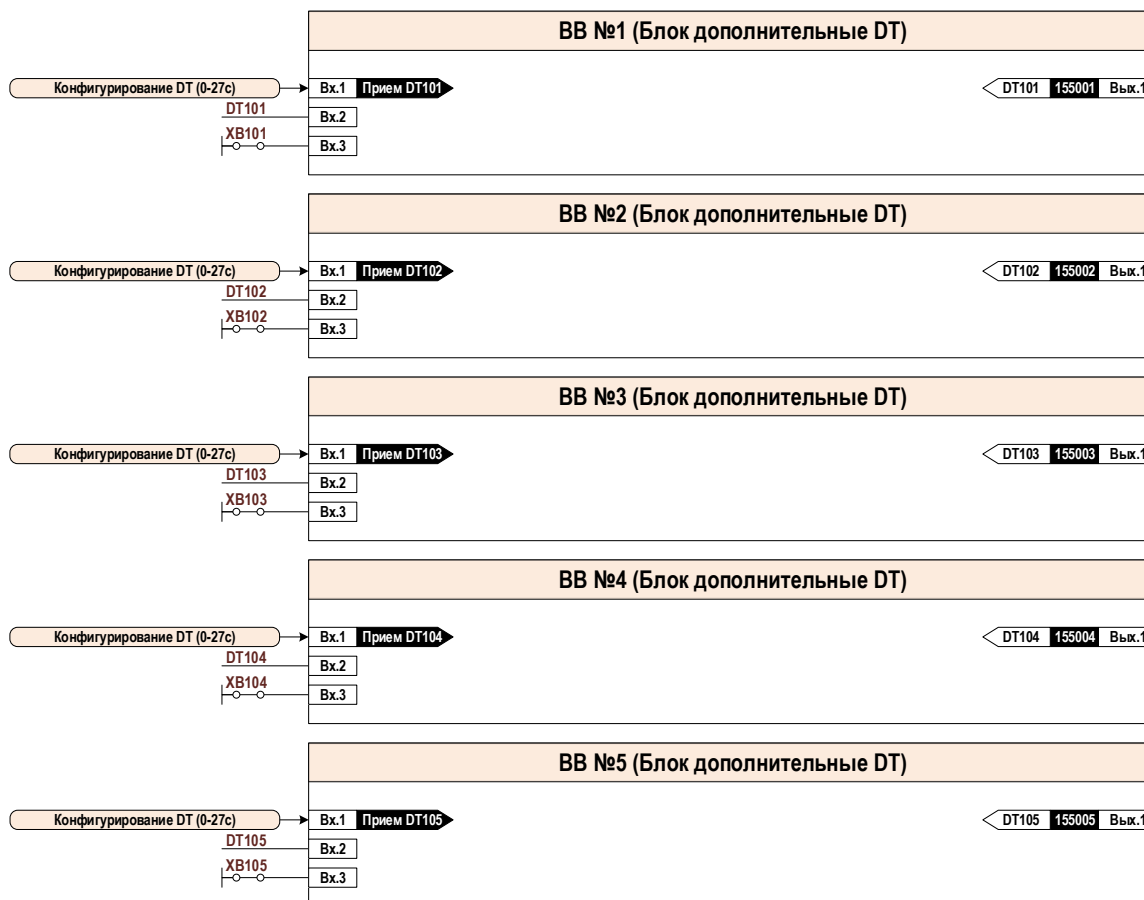 ВВ №1 (Блок дополнительные DT)
Конфигурирование DT (0-27с) Вх.1 Прием DT101 DT101 155001 Вых.1
DT101 Вх.2
XB101 Вх.3
ВВ №2 (Блок дополнительные DT)
Конфигурирование DT (0-27с) Вх.1 Прием DT102 DT102 155002 Вых.1
DT102 Вх.2
XB102 Вх.3
ВВ №3 (Блок дополнительные DT)
Конфигурирование DT (0-27с) Вх.1 Прием DT103 DT103 155003 Вых.1
DT103 Вх.2
XB103 Вх.3
ВВ №4 (Блок дополнительные DT)
Конфигурирование DT (0-27с) Вх.1 Прием DT104 DT104 155004 Вых.1
DT104 Вх.2
XB104 Вх.3
ВВ №5 (Блок дополнительные DT)
Конфигурирование DT (0-27с) Вх.1 Прием DT105 DT105 155005 Вых.1
DT105 Вх.2
XB105 Вх.3